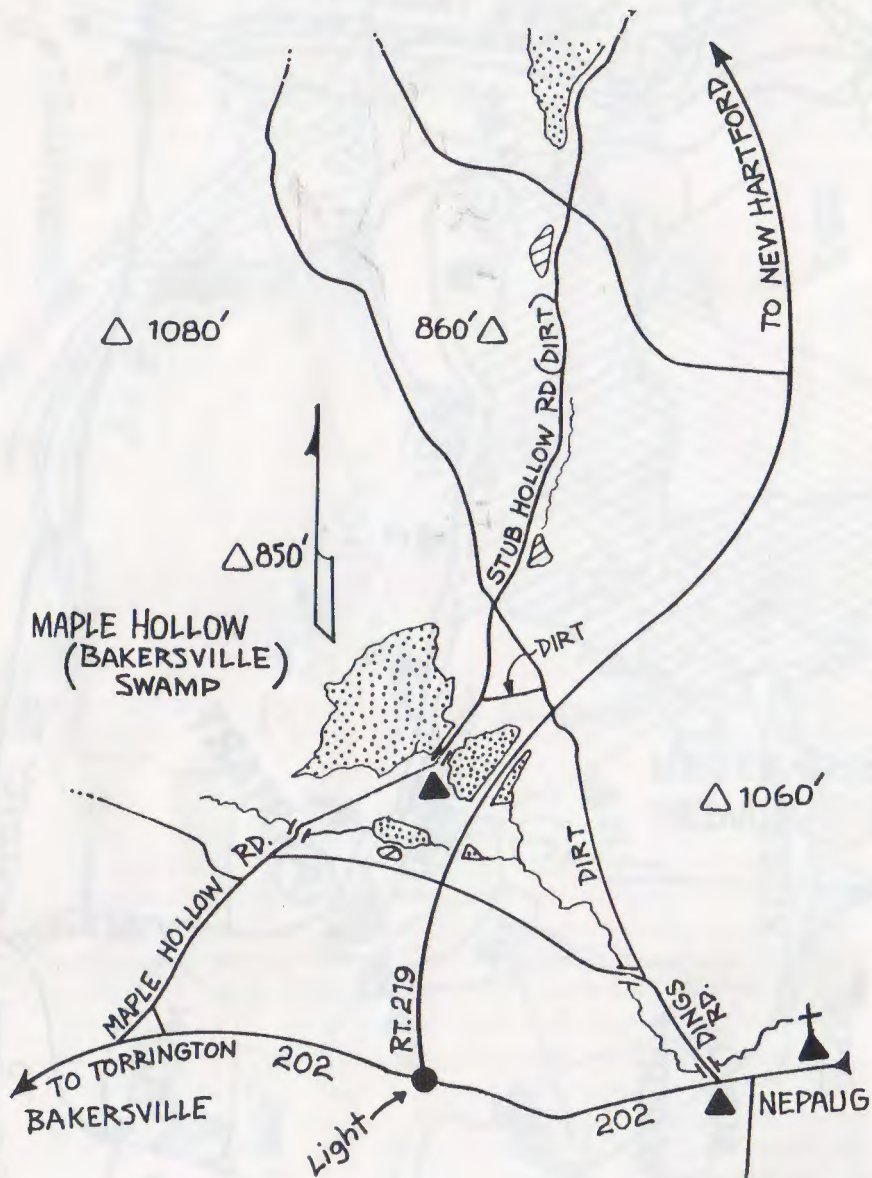 TO NEW HARTFORD
1080'
860'
STUB HOLLOW RD (DIRT)
850'
MAPLE HOLLOW
(BAKERSVILLE)
SWAMP
DIRT
1060'
MAPLE HOLLOW RD.
DIRT
RT. 219
DINGS
RD.
TO TORRINGTON
202
BAKERSVILLE
Light
202
NEPAUG